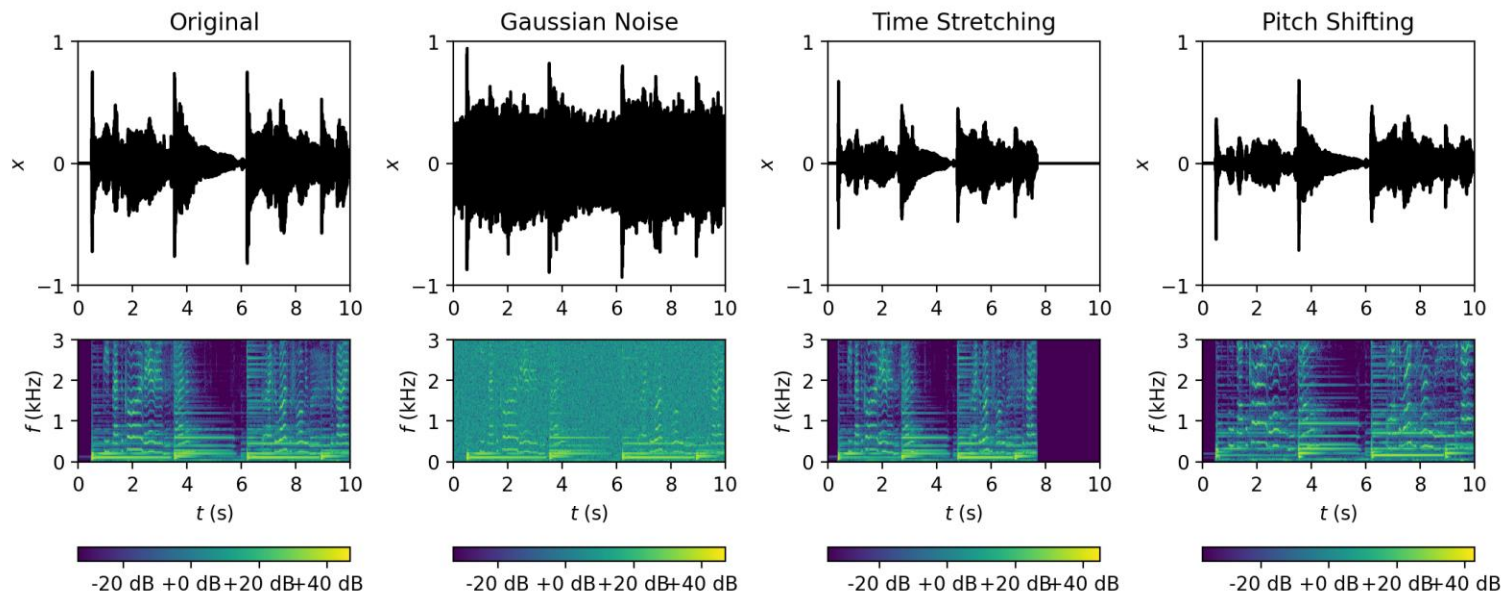 Original Gaussian Noise Time Stretching Pitch Shifting
1 1 1 1
x x x x
0 0 0 0
−1 −1 −1 −1
0 2 4 6 8 10 0 2 4 6 8 10 0 2 4 6 8 10 0 2 4 6 8 10
3 3 3 3
2 2 2 2
f (kHz) f (kHz) f (kHz) f (kHz)
1 1 1 1
0 0 0 0
0 2 4 6 8 10 0 2 4 6 8 10 0 2 4 6 8 10 0 2 4 6 8 10
t (s) t (s) t (s) t (s)
-20 dB +0 dB +20 dB +40 dB -20 dB +0 dB +20 dB +40 dB -20 dB +0 dB +20 dB +40 dB -20 dB +0 dB +20 dB +40 dB